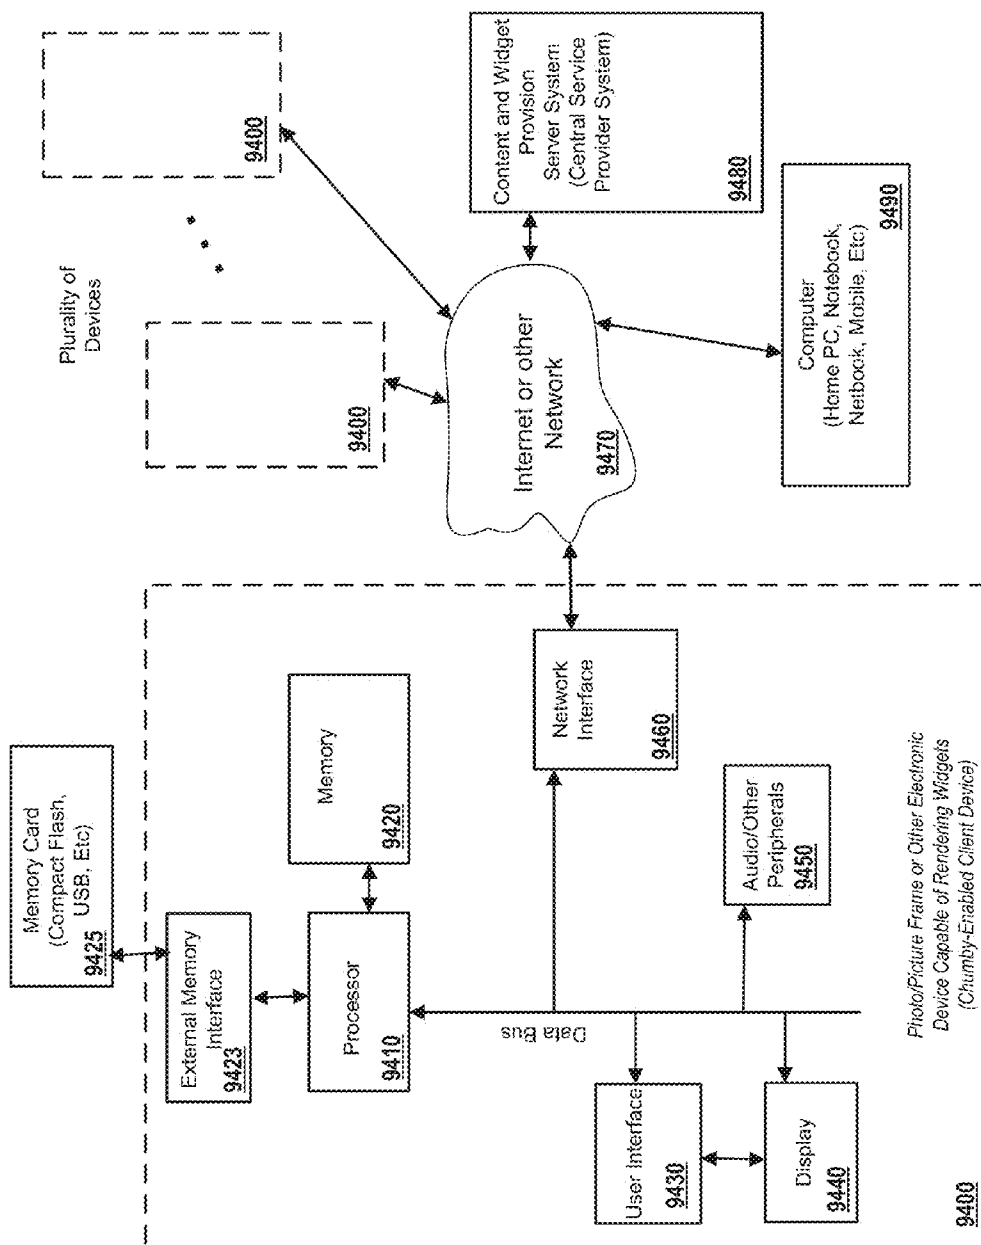 Memory Card
(Compact Flash,
USB, Etc)
9425
External Memory
Interface
9423
Memory
9420
Processor
9410
Data Bus
Network
Interface
9460
User Interface
9430
Display
9440
Audio/Other
Peripherals
9450
Photo/Picture Frame or Other Electronic
Device Capable of Rendering Widgets
(Chumby-Enabled Client Device)
9400
Plurality of
Devices
9400
9400
Internet or other
Network
9470
Content and Widget
Provision
Server System
(Central Service
Provider System)
9480
Computer
(Home PC, Notebook,
Netbook, Mobile, Etc)
9490